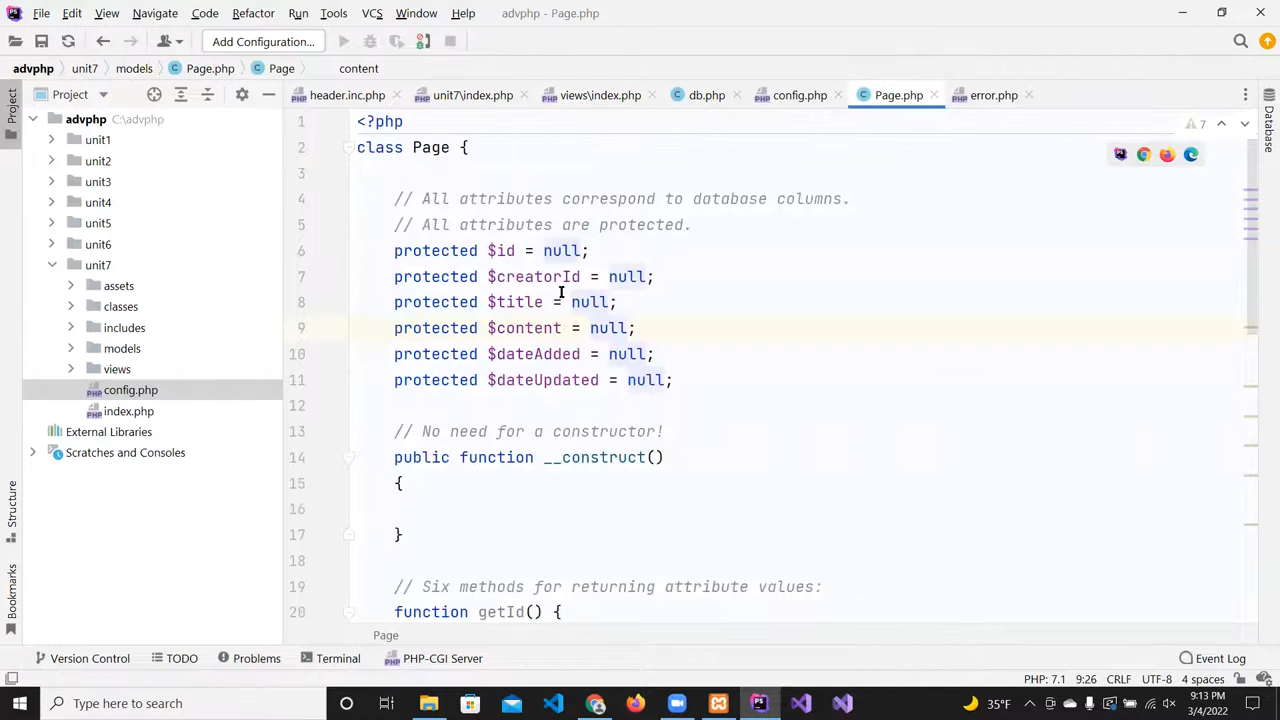 File Edit View Navigate Code Refactor Run Tools VCS Window Help advphp - Page.php
Add Configuration...
advphp unit7 models Page.php Page content
Project
header.inc.php unit7\index.php views\index.php db.php config.php Page.php error.php
advphp C:\advphp
unit1
unit2
unit3
unit4
unit5
unit6
unit7
assets
classes
includes
models
views
config.php
index.php
External Libraries
Scratches and Consoles
Project
Structure
Bookmarks
1 <?php
2 class Page {
3
4 // All attributes correspond to database columns.
5 // All attributes are protected.
6 protected $id = null;
7 protected $creatorId = null;
8 protected $title = null;
9 protected $content = null;
10 protected $dateAdded = null;
11 protected $dateUpdated = null;
12
13 // No need for a constructor!
14 public function __construct()
15 {
16
17 }
18
19 // Six methods for returning attribute values:
20 function getId() {
7
Database
Page
Version Control TODO Problems Terminal PHP-CGI Server Event Log
PHP: 7.1 9:26 CRLF UTF-8 4 spaces
Type here to search
35°F
9:13 PM
3/4/2022